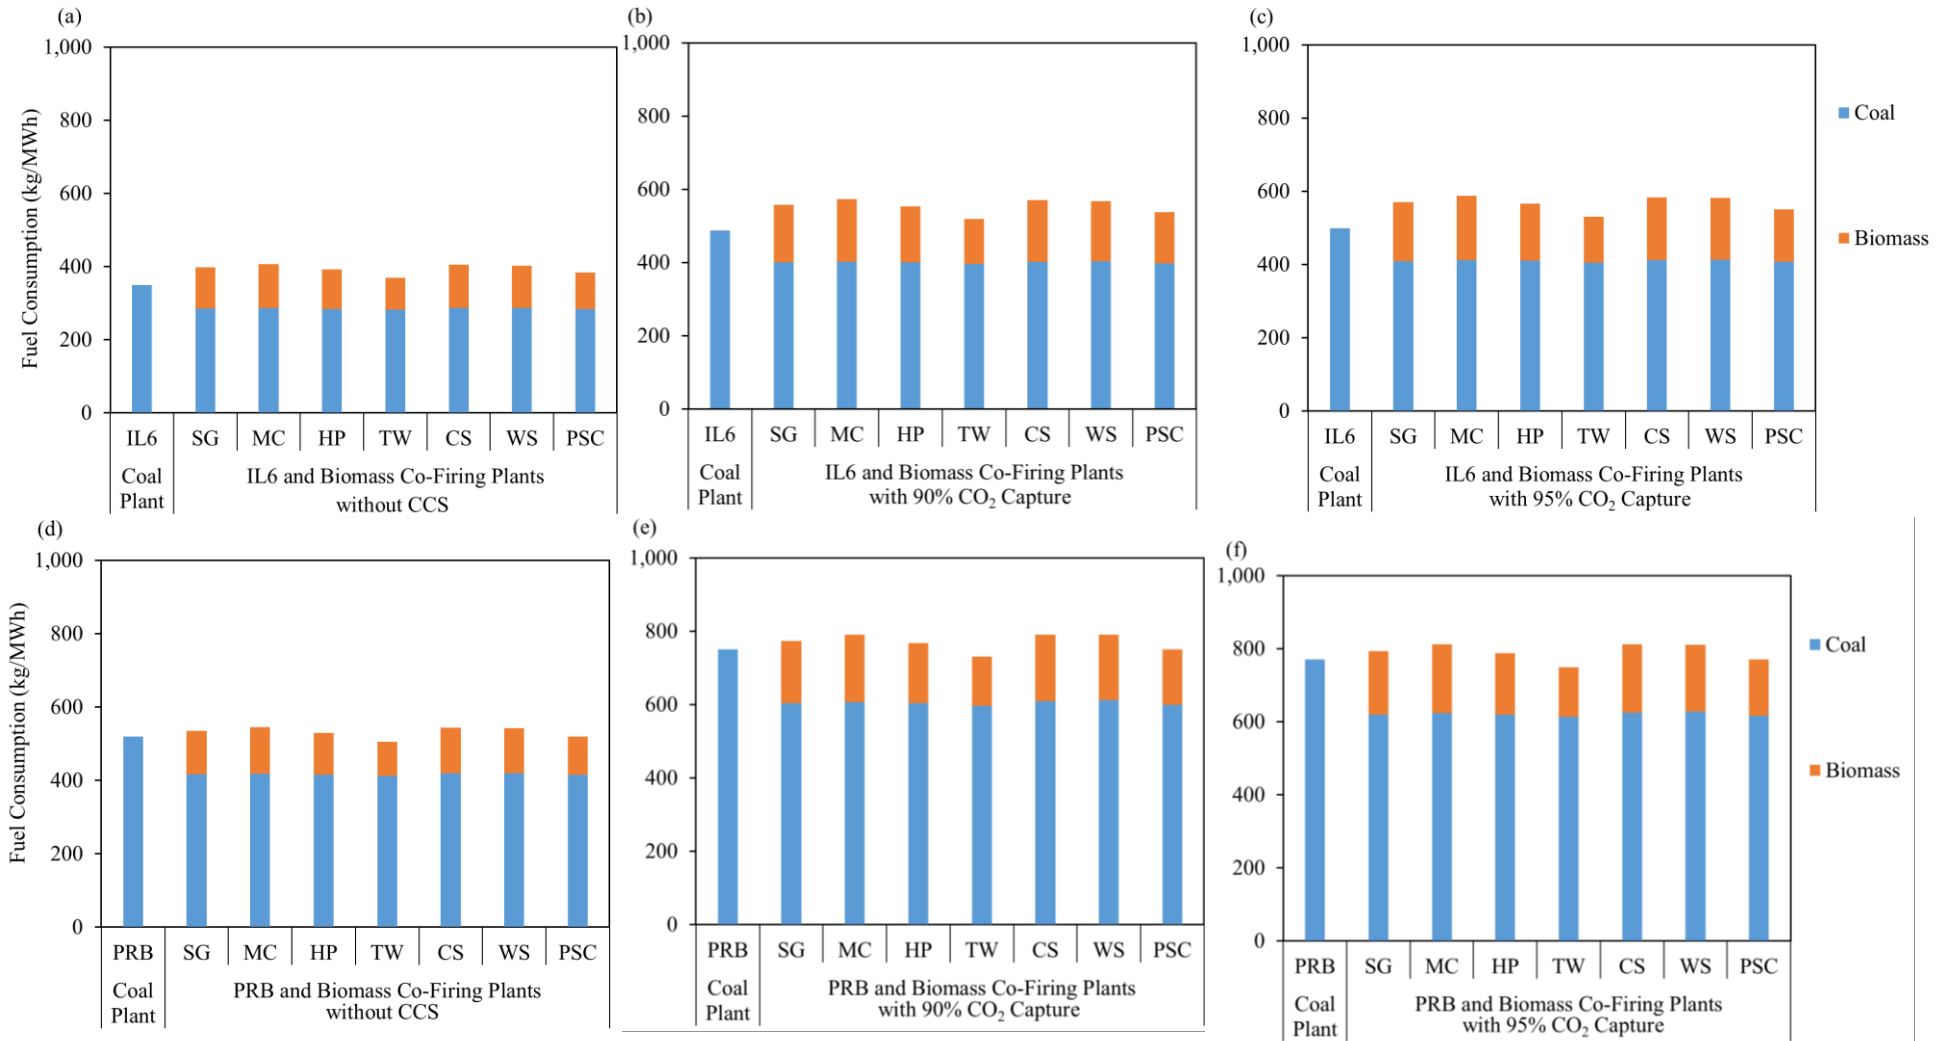 (a)
1,000
800
600
400
200
0
Fuel Consumption (kg/MWh)
IL6 SG MC HP TW CS WS PSC
Coal Plant
IL6 and Biomass Co-Firing Plants
without CCS
(b)
1,000
800
600
400
200
0
IL6 SG MC HP TW CS WS PSC
Coal Plant
IL6 and Biomass Co-Firing Plants
with 90% CO₂ Capture
(c)
1,000
800
600
400
200
0
IL6 SG MC HP TW CS WS PSC
Coal Plant
IL6 and Biomass Co-Firing Plants
with 95% CO₂ Capture
Coal
Biomass
(d)
1,000
800
600
400
200
0
Fuel Consumption (kg/MWh)
PRB SG MC HP TW CS WS PSC
Coal Plant
PRB and Biomass Co-Firing Plants
without CCS
(e)
1,000
800
600
400
200
0
PRB SG MC HP TW CS WS PSC
Coal Plant
PRB and Biomass Co-Firing Plants
with 90% CO₂ Capture
(f)
1,000
800
600
400
200
0
PRB SG MC HP TW CS WS PSC
Coal Plant
PRB and Biomass Co-Firing Plants
with 95% CO₂ Capture
Coal
Biomass